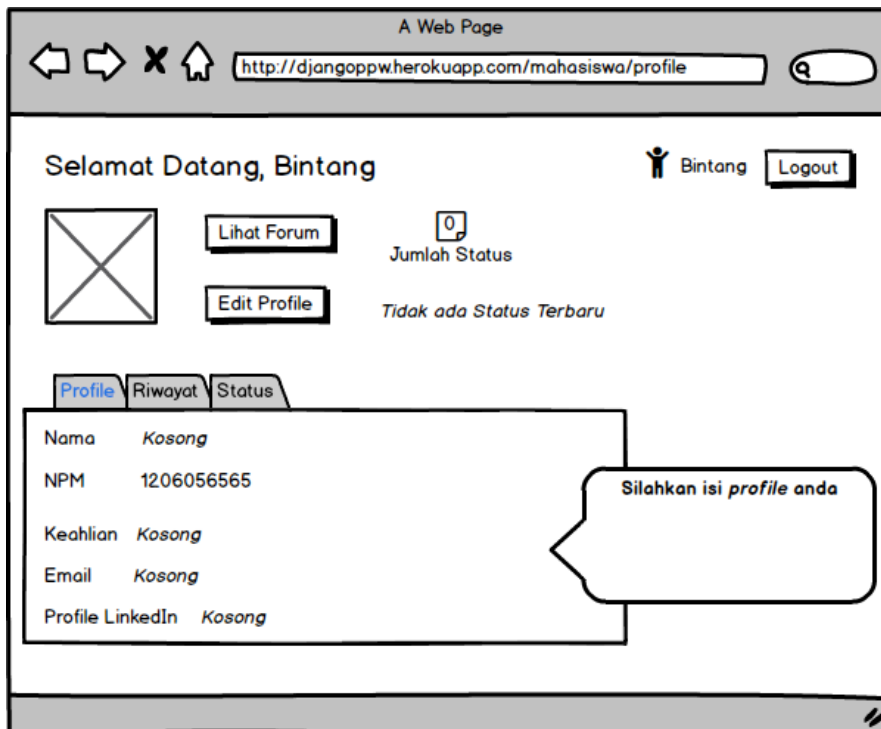 A Web Page
http://djangoppw.herokuapp.com/mahasiswa/profile
Selamat Datang, Bintang
Bintang
Logout
Lihat Forum
0
Jumlah Status
Edit Profile
Tidak ada Status Terbaru
Profile
Riwayat
Status
Nama Kosong
NPM 1206056565
Silahkan isi profile anda
Keahlian Kosong
Email Kosong
Profile LinkedIn Kosong